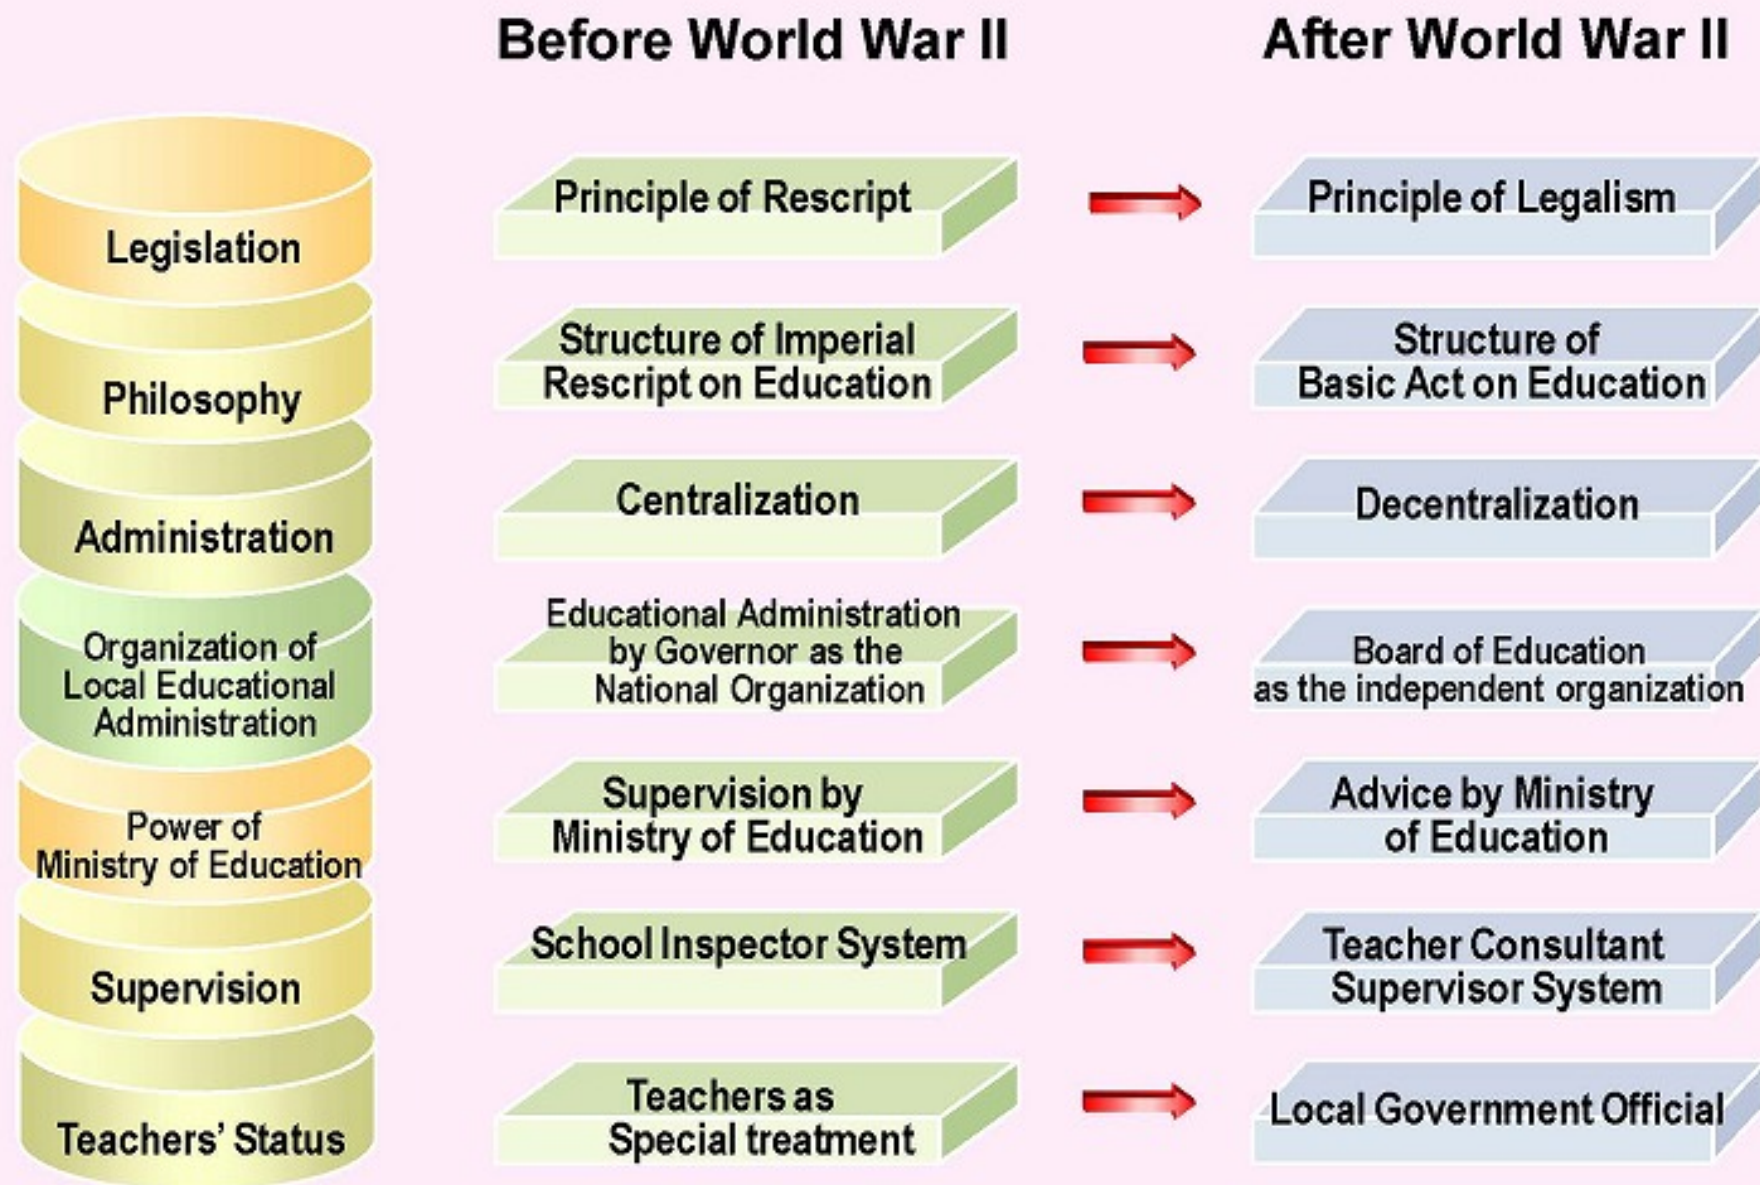 Before World War II
After World War II
Legislation
Principle of Rescript
Principle of Legalism
Philosophy
Structure of Imperial
Rescript on Education
Structure of
Basic Act on Education
Administration
Centralization
Decentralization
Organization of
Local Educational
Administration
Educational Administration
by Governor as the
National Organization
Board of Education
as the independent organization
Power of
Ministry of Education
Supervision by
Ministry of Education
Advice by Ministry
of Education
Supervision
School Inspector System
Teacher Consultant
Supervisor System
Teachers' Status
Teachers as
Special treatment
Local Government Official